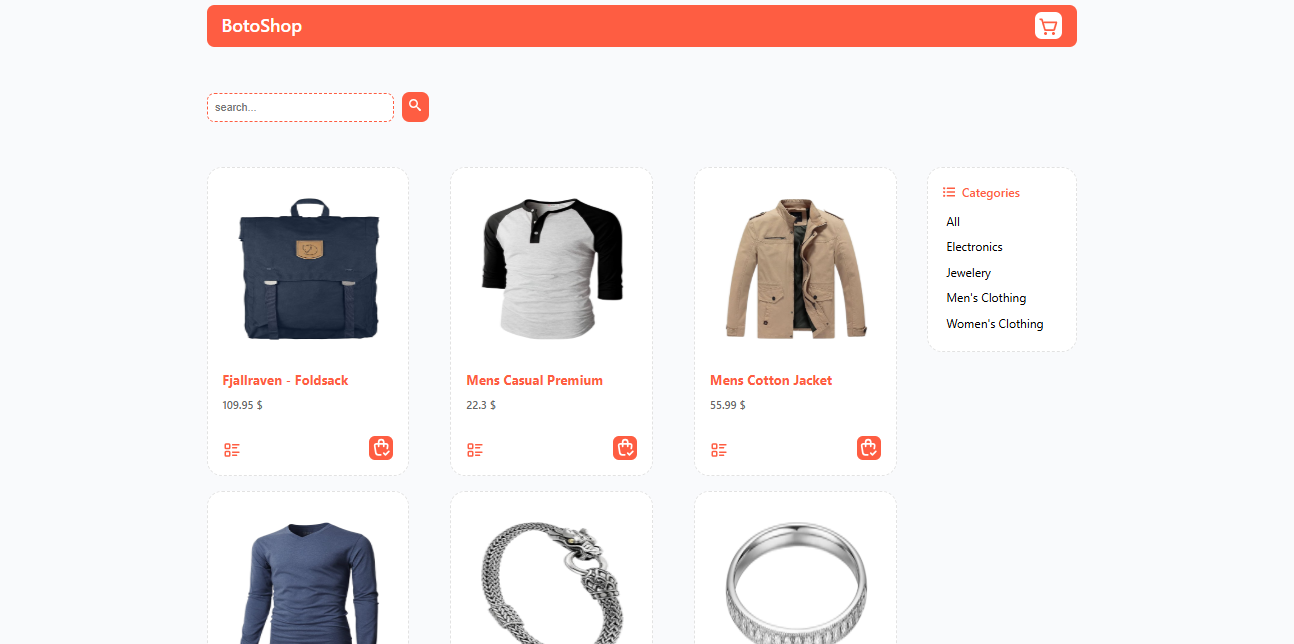 BotoShop
search...
Fjallraven - Foldsack
109.95 $
Mens Casual Premium
22.3 $
Mens Cotton Jacket
55.99 $
Categories
All
Electronics
Jewelery
Men's Clothing
Women's Clothing